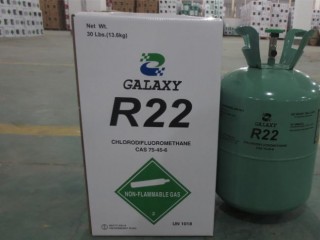 Net Wt.
30 Lbs.(13.6kg)
GALAXY
R22
CHLORODIFLUOROMETHANE
CAS 75-45-6
NON-FLAMMABLE GAS
2
UN 1018
GALAXY
R22